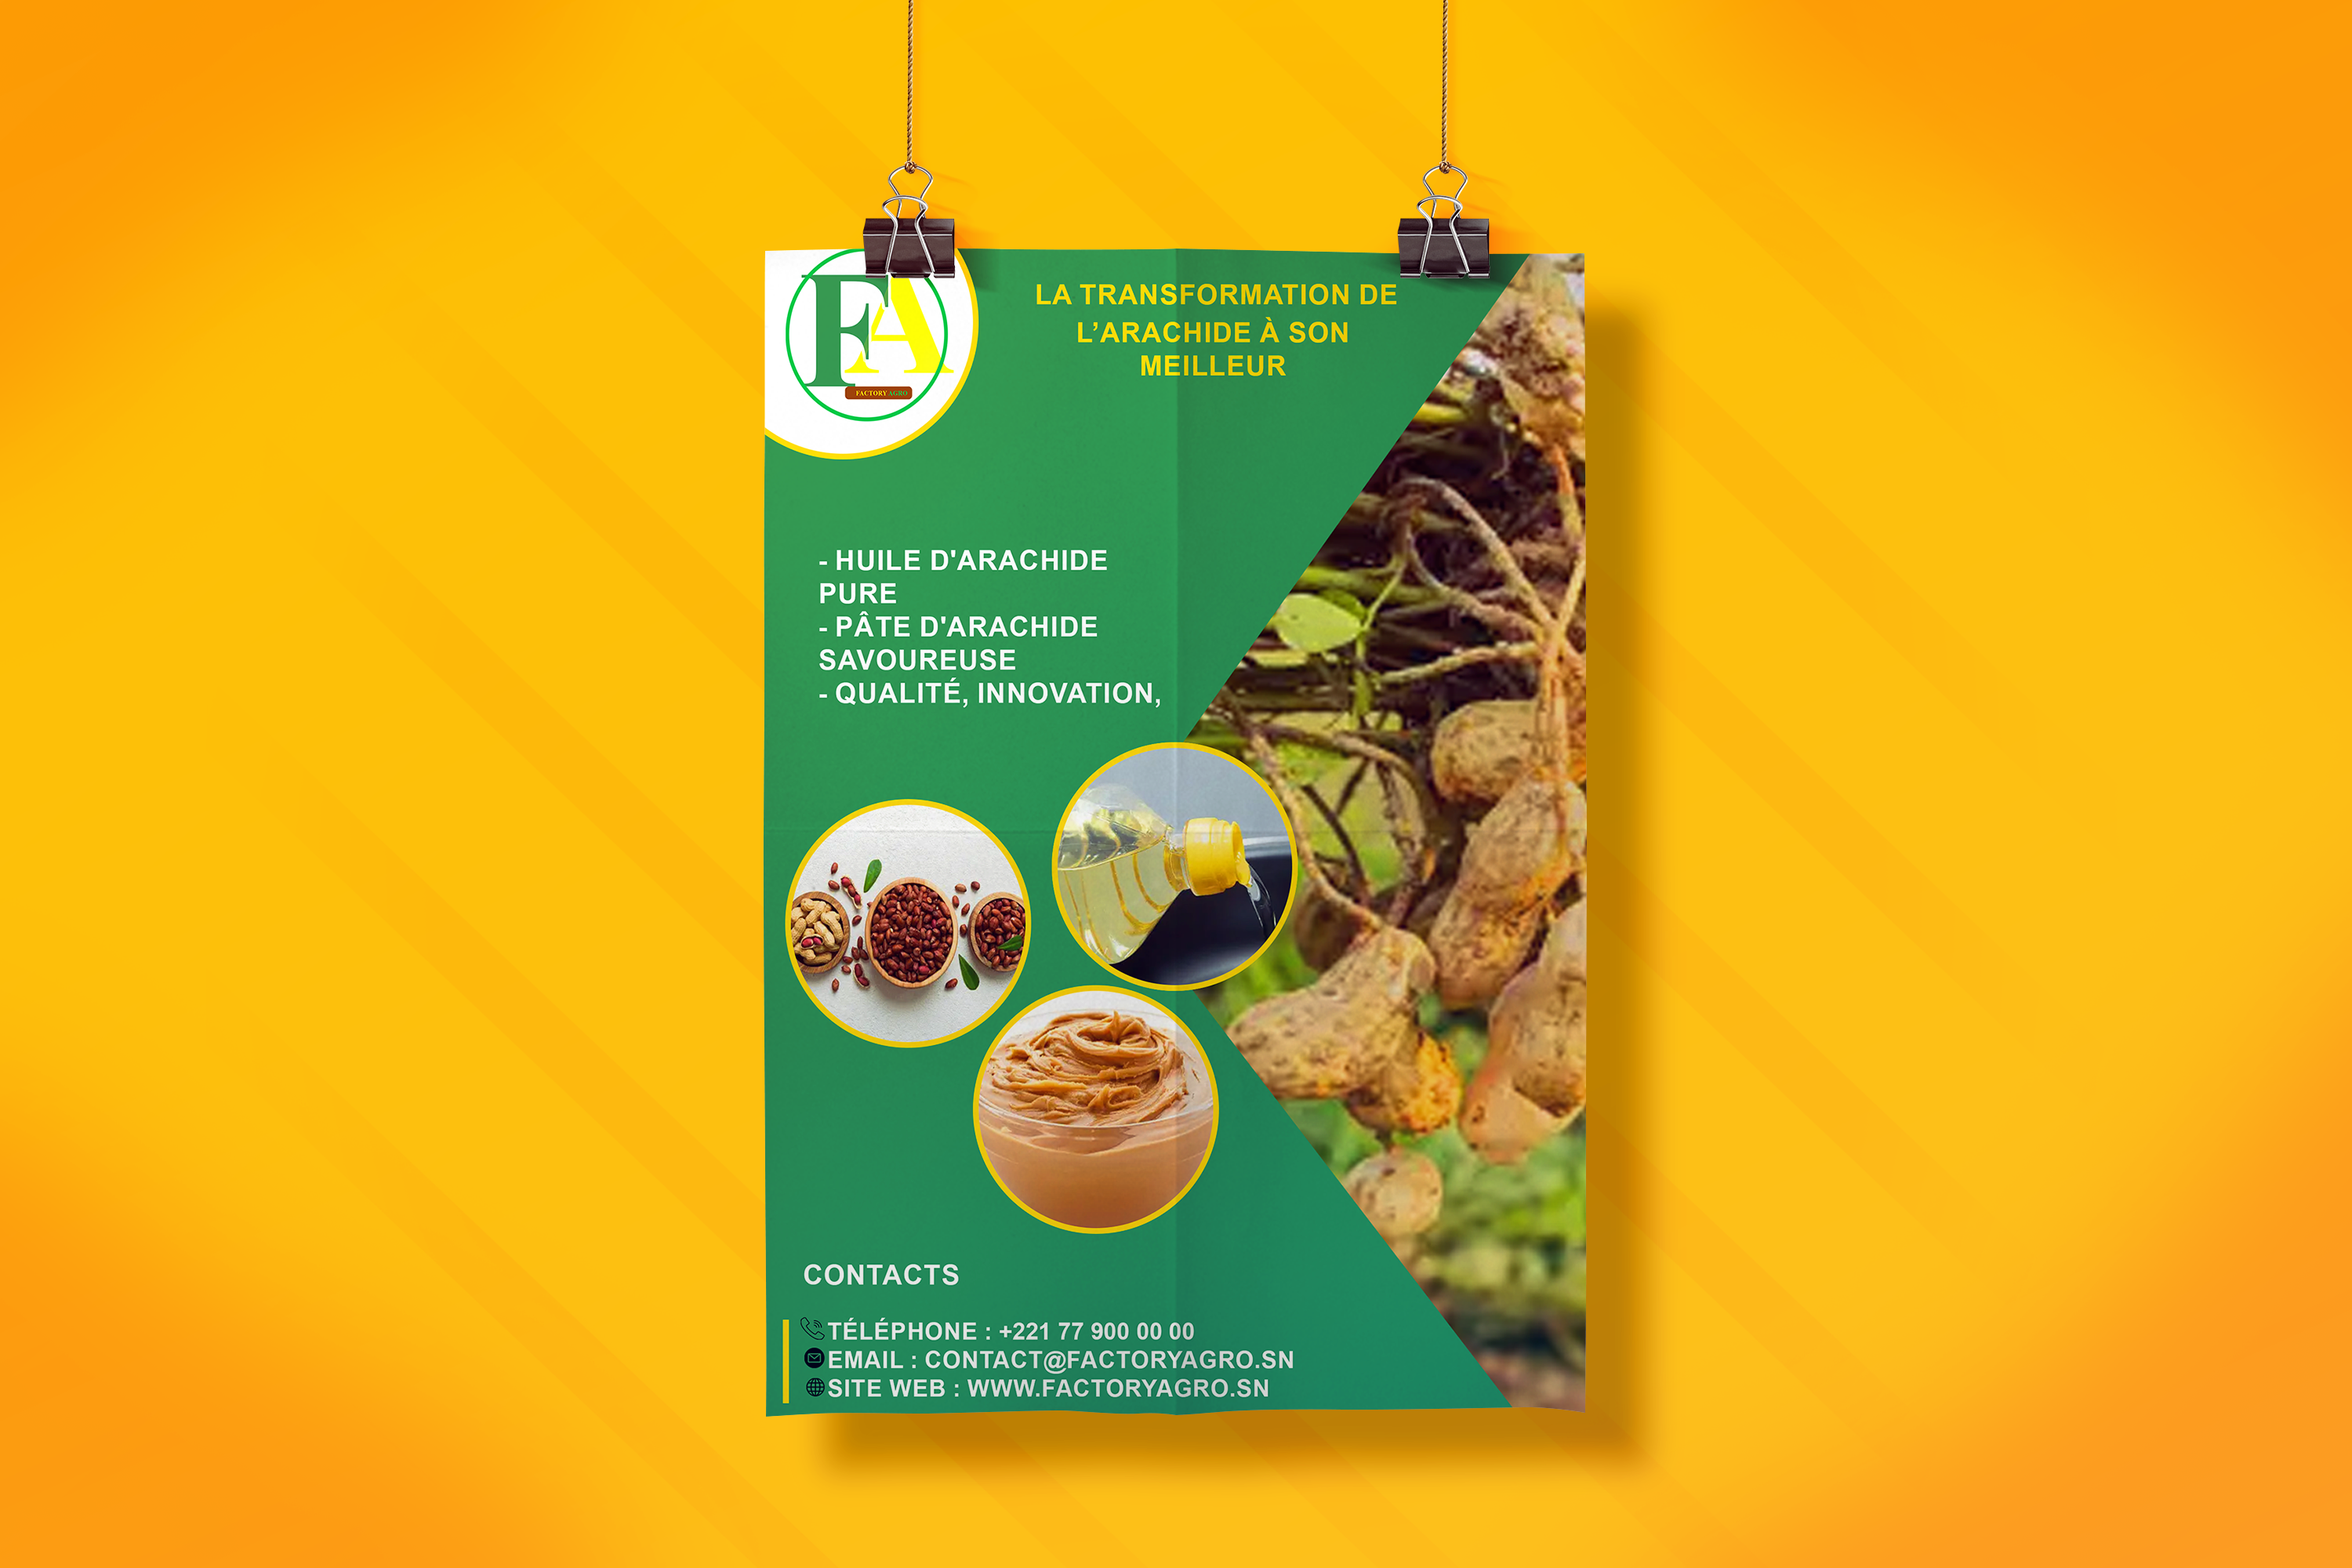 FA
FACTORY AGRO
LA TRANSFORMATION DE
L’ARACHIDE À SON
MEILLEUR
- HUILE D'ARACHIDE
PURE
- PÂTE D'ARACHIDE
SAVOUREUSE
- QUALITÉ, INNOVATION,
CONTACTS
TÉLÉPHONE : +221 77 900 00 00
EMAIL : CONTACT@FACTORYAGRO.SN
SITE WEB : WWW.FACTORYAGRO.SN